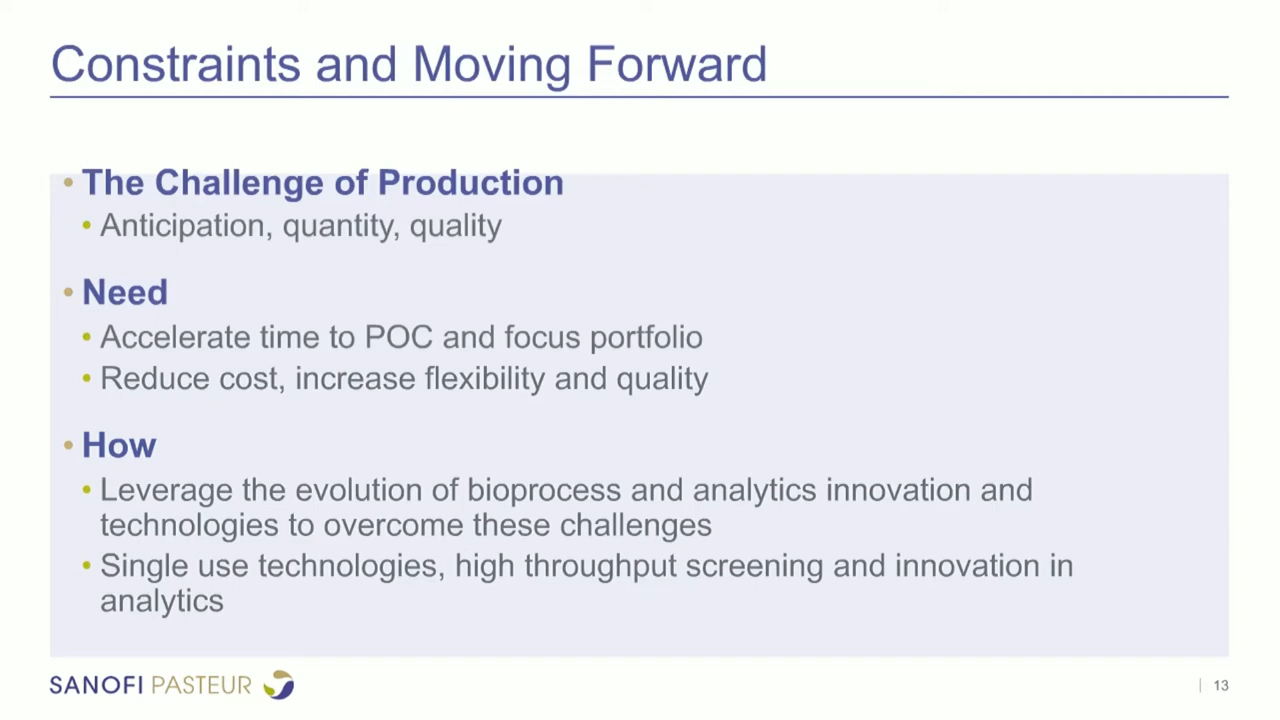 Constraints and Moving Forward
• The Challenge of Production
• Anticipation, quantity, quality
• Need
• Accelerate time to POC and focus portfolio
• Reduce cost, increase flexibility and quality
• How
• Leverage the evolution of bioprocess and analytics innovation and
technologies to overcome these challenges
• Single use technologies, high throughput screening and innovation in
analytics
SANOFI PASTEUR
| 13